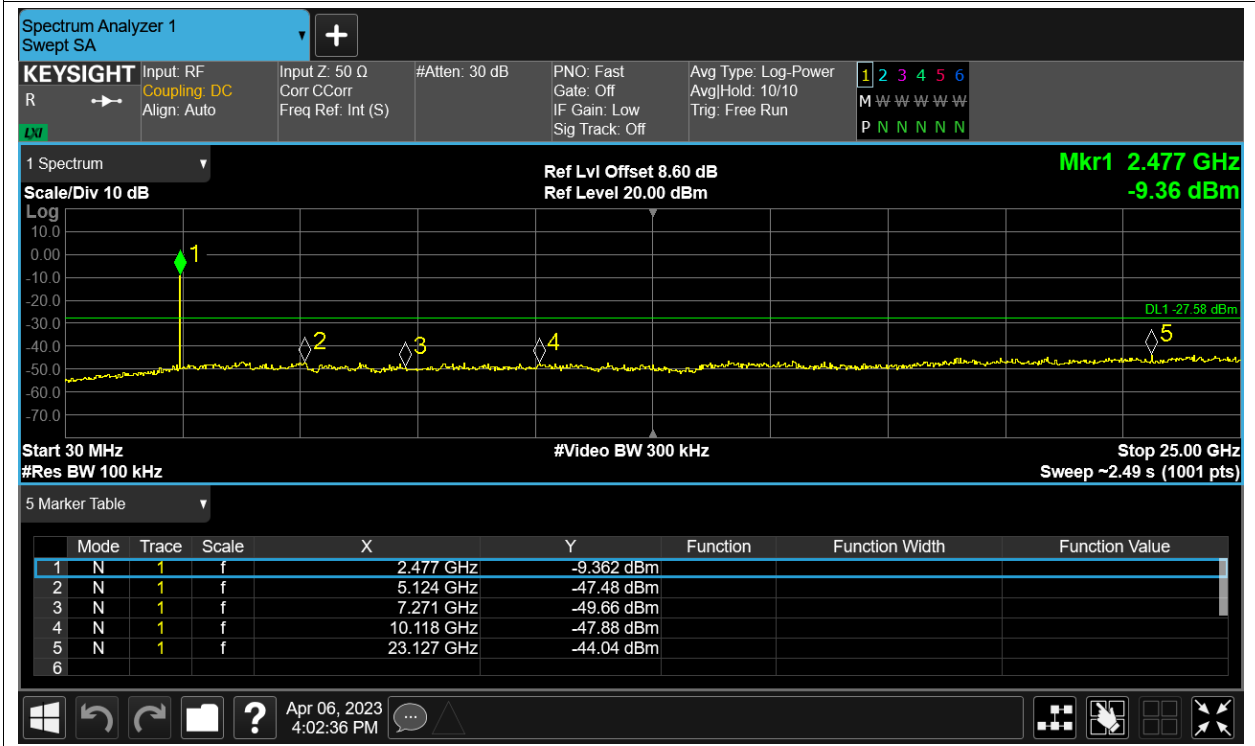 Spectrum Analyzer 1
Swept SA
+
KEYSIGHT
R
LXI
Input: RF
Coupling: DC
Align: Auto
Input Z: 50 Ω
Corr CCorr
Freq Ref: Int (S)
#Atten: 30 dB
PNO: Fast
Gate: Off
IF Gain: Low
Sig Track: Off
Avg Type: Log-Power
Avg|Hold: 10/10
Trig: Free Run
1 2 3 4 5 6
M W W W W W
P N N N N N
1 Spectrum
Scale/Div 10 dB
Ref Lvl Offset 8.60 dB
Ref Level 20.00 dBm
Mkr1 2.477 GHz
-9.36 dBm
Log
10.0
0.00
-10.0
-20.0
-30.0
-40.0
-50.0
-60.0
-70.0
1
2
3
4
5
DL1 -27.58 dBm
Start 30 MHz
#Res BW 100 kHz
#Video BW 300 kHz
Stop 25.00 GHz
Sweep ~2.49 s (1001 pts)
5 Marker Table
Mode Trace Scale X Y Function Function Width Function Value
1 N 1 f 2.477 GHz -9.362 dBm
2 N 1 f 5.124 GHz -47.48 dBm
3 N 1 f 7.271 GHz -49.66 dBm
4 N 1 f 10.118 GHz -47.88 dBm
5 N 1 f 23.127 GHz -44.04 dBm
6
?
Apr 06, 2023
4:02:36 PM